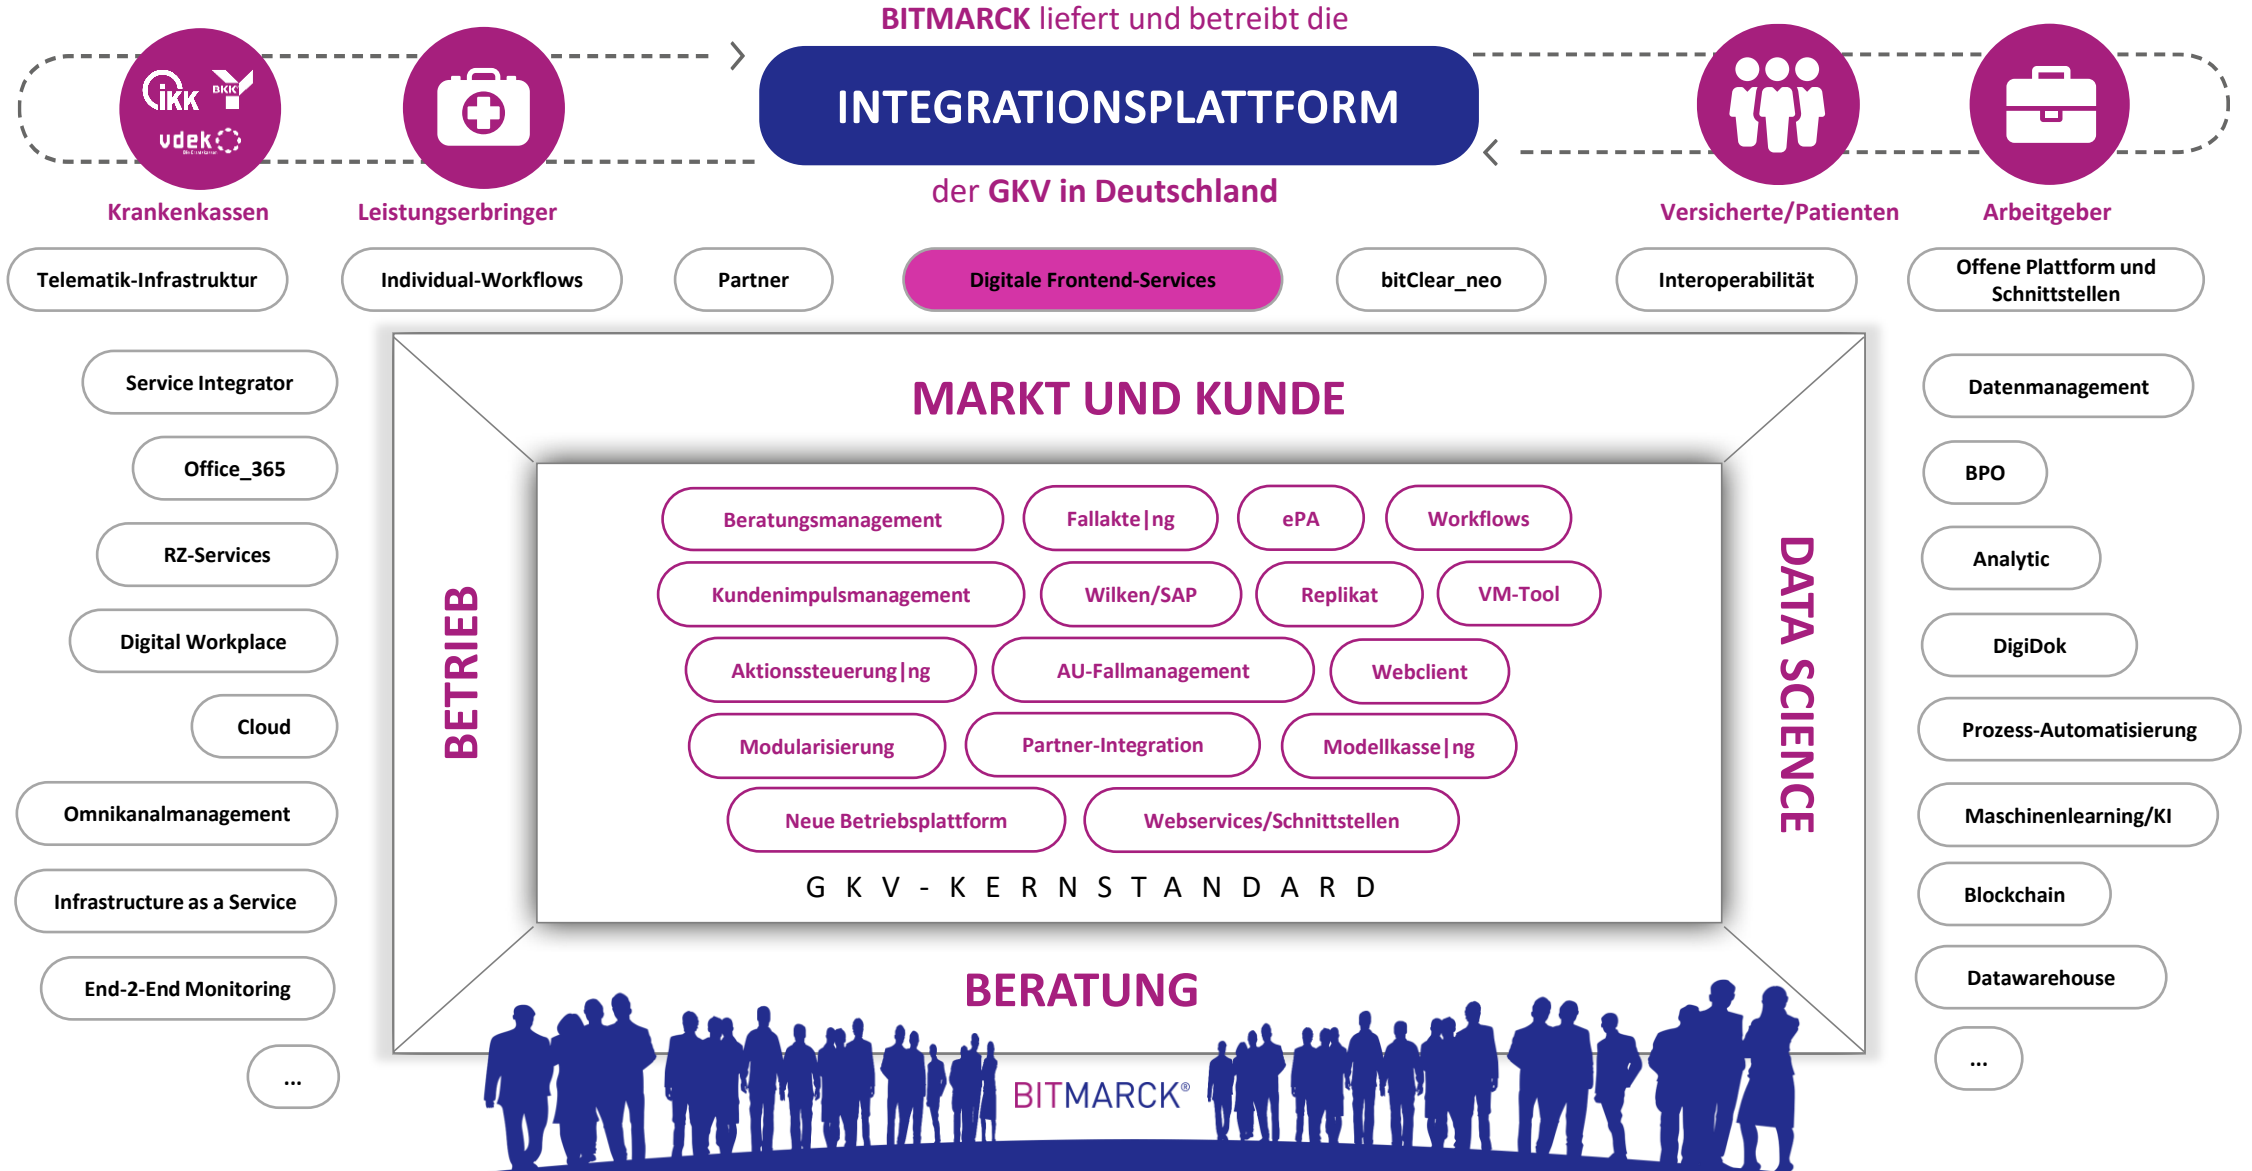 BITMARCK liefert und betreibt die
INTEGRATIONSPLATTFORM
der GKV in Deutschland
iKK
BKK
vdek
Krankenkassen
Leistungserbringer
Versicherte/Patienten
Arbeitgeber
Telematik-Infrastruktur
Individual-Workflows
Partner
Digitale Frontend-Services
bitClear_neo
Interoperabilität
Offene Plattform und
Schnittstellen
Service Integrator
Office_365
RZ-Services
Digital Workplace
Cloud
Omnikanalmanagement
Infrastructure as a Service
End-2-End Monitoring
...
MARKT UND KUNDE
BETRIEB
Beratungsmanagement
Fallakte|ng
ePA
Workflows
Kundenimpulsmanagement
Wilken/SAP
Replikat
VM-Tool
Aktionssteuerung|ng
AU-Fallmanagement
Webclient
Modularisierung
Partner-Integration
Modellkasse|ng
Neue Betriebsplattform
Webservices/Schnittstellen
GKV-KERNSTANDARD
DATA SCIENCE
BERATUNG
BITMARCK®
Datenmanagement
BPO
Analytic
DigiDok
Prozess-Automatisierung
Maschinenlearning/KI
Blockchain
Datawarehouse
...